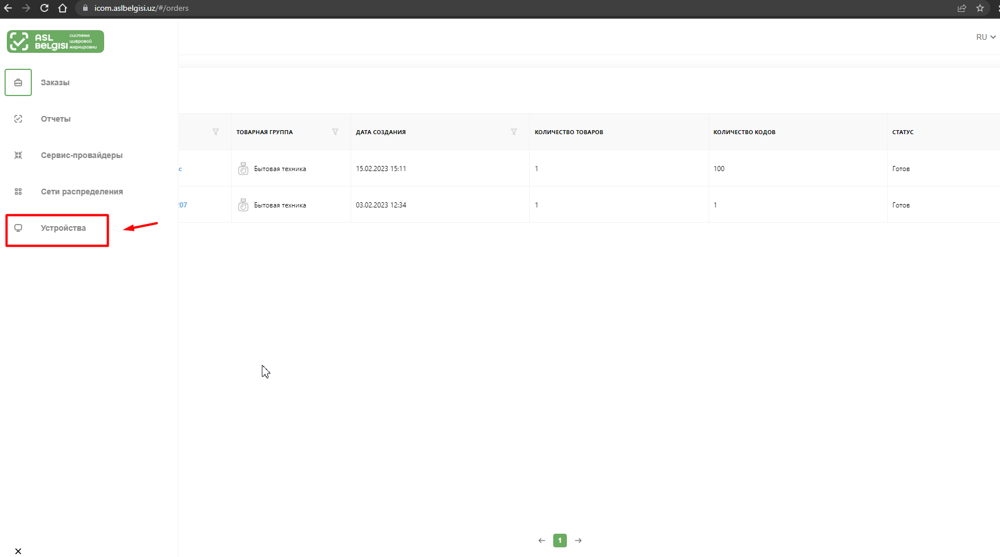 icom.aslbelgisi.uz/#/orders
ASL BELGISI
система цифровой маркировки
RU
Заказы
Отчеты
Сервис-провайдеры
Сети распределения
Устройства
ТОВАРНАЯ ГРУППА ДАТА СОЗДАНИЯ КОЛИЧЕСТВО ТОВАРОВ КОЛИЧЕСТВО КОДОВ СТАТУС
c Бытовая техника 15.02.2023 15:11 1 100 Готов
207 Бытовая техника 03.02.2023 12:34 1 1 Готов
1